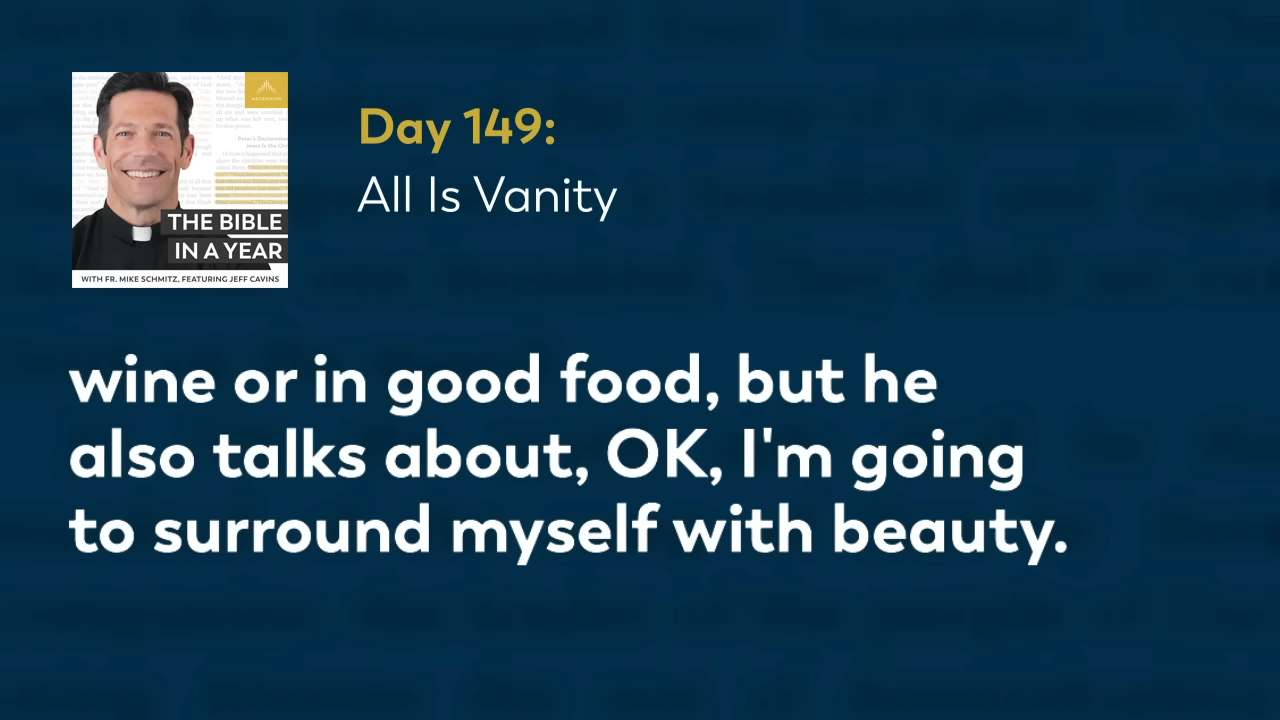 ASCENSION
THE BIBLE
IN A YEAR
WITH FR. MIKE SCHMITZ, FEATURING JEFF CAVINS
Day 149:
All Is Vanity
wine or in good food, but he
also talks about, OK, I'm going
to surround myself with beauty.